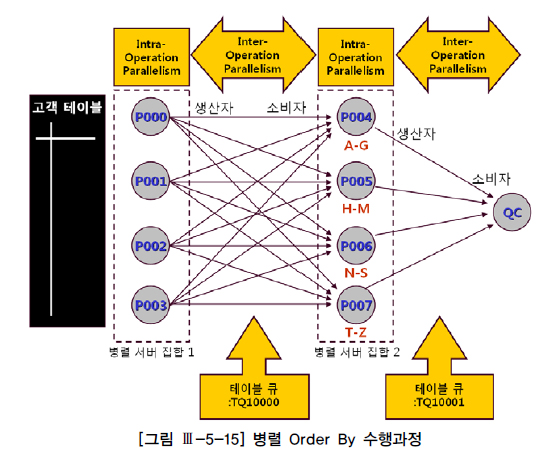 Intra-
Operation
Parallelism
Inter-
Operation
Parallelism
Intra-
Operation
Parallelism
Inter-
Operation
Parallelism
고객 테이블
P000
P001
P002
P003
생산자
소비자
P004
A-G
P005
H-M
P006
N-S
P007
T-Z
생산자
소비자
QC
병렬 서버 집합 1
병렬 서버 집합 2
테이블 큐
:TQ10000
테이블 큐
:TQ10001
[그림 Ⅲ-5-15] 병렬 Order By 수행과정